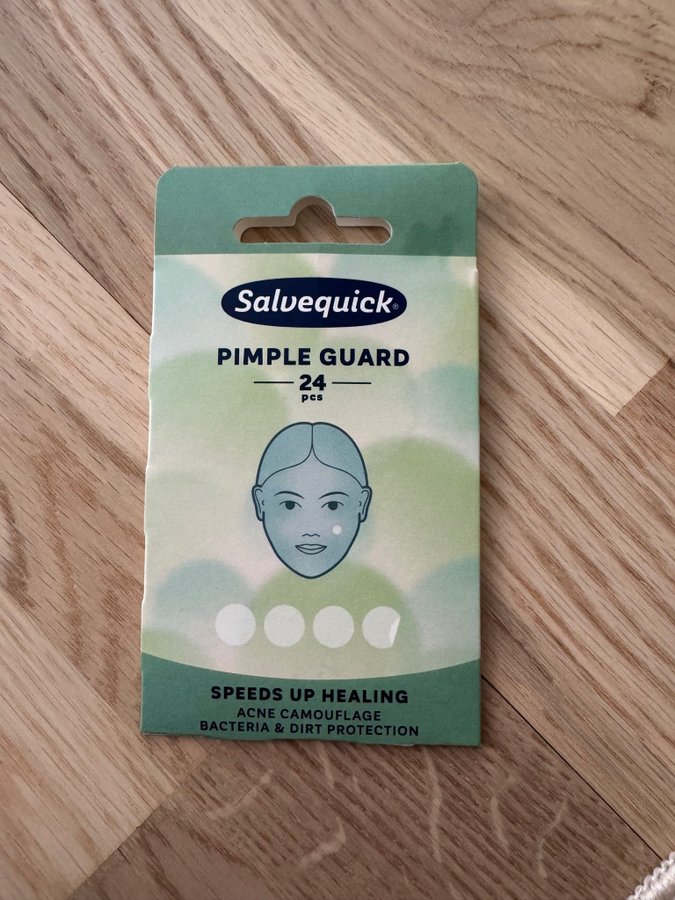 Salvequick®
PIMPLE GUARD
24
pcs
SPEEDS UP HEALING
ACNE CAMOUFLAGE
BACTERIA & DIRT PROTECTION